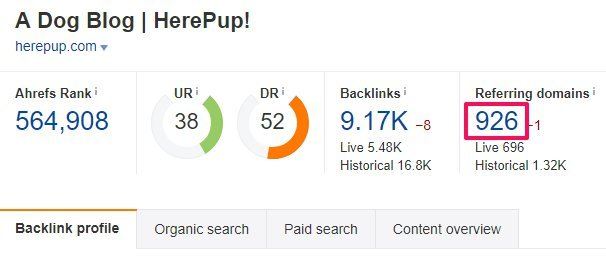 A Dog Blog | HerePup!
herepup.com
Ahrefs Rank i
564,908
UR i
38
DR i
52
Backlinks i
9.17K -8
Live 5.48K
Historical 16.8K
Referring domains i
926 -1
Live 696
Historical 1.32K
Backlink profile Organic search Paid search Content overview